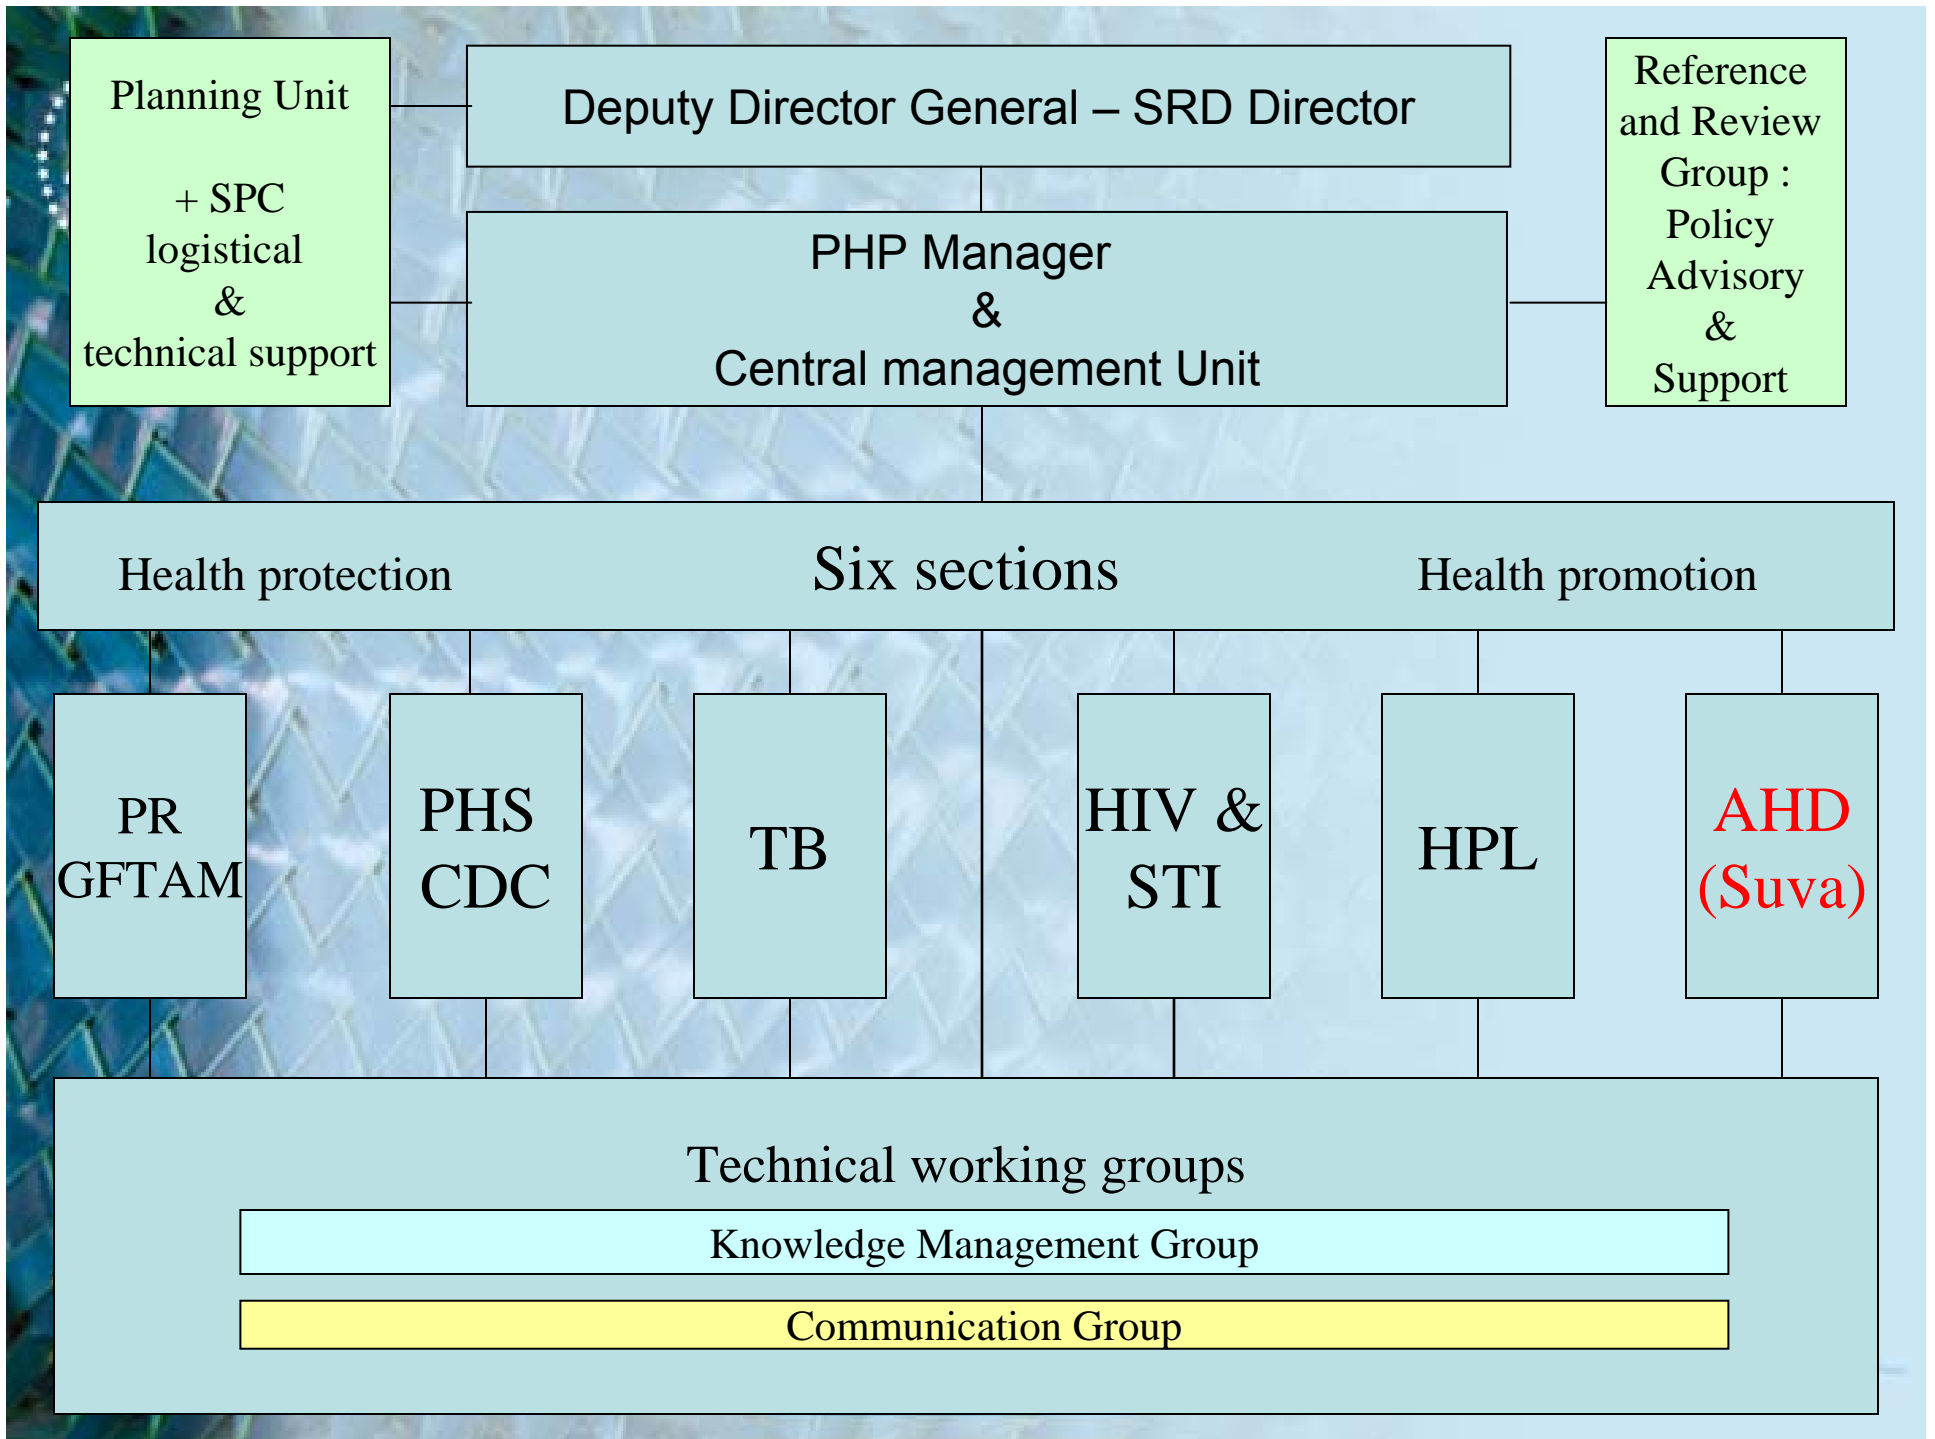 Planning Unit
+ SPC
logistical
&
technical support
Deputy Director General – SRD Director
PHP Manager
&
Central management Unit
Reference
and Review
Group :
Policy
Advisory
&
Support
Health protection
Six sections
Health promotion
PR
GFTAM
PHS
CDC
TB
HIV &
STI
HPL
AHD
(Suva)
Technical working groups
Knowledge Management Group
Communication Group